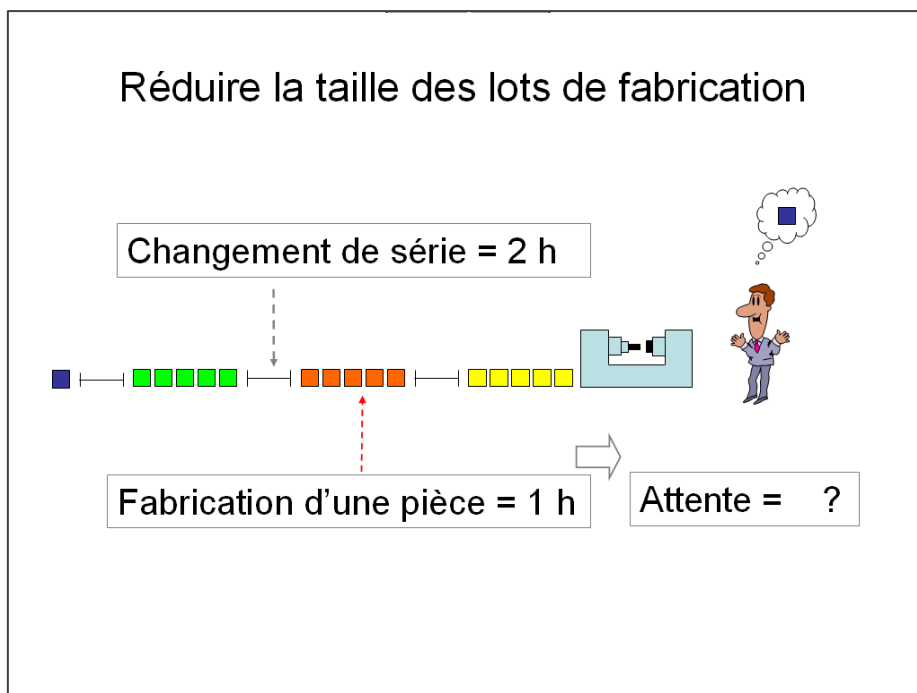 Réduire la taille des lots de fabrication
Changement de série = 2 h
Fabrication d’une pièce = 1 h
Attente = ?